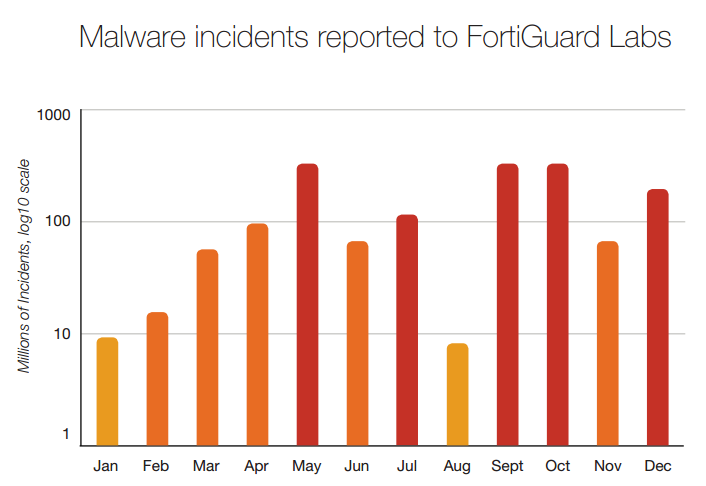 Malware incidents reported to FortiGuard Labs
1000
100
10
1
Millions of Incidents, log10 scale
Jan Feb Mar Apr May Jun Jul Aug Sept Oct Nov Dec